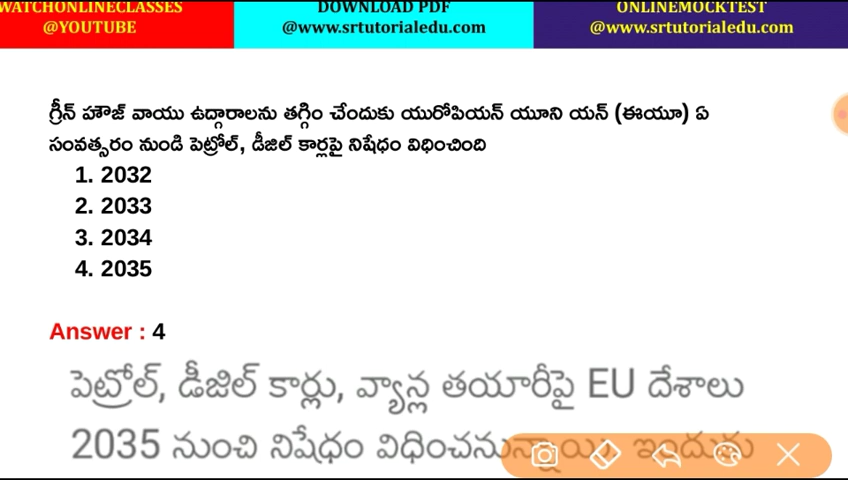 WATCHONLINECLASSES
@YOUTUBE
DOWNLOAD PDF
@www.srtutorialedu.com
ONLINEMOCKTEST
@www.srtutorialedu.com
గ్రీన్ హౌజ్ వాయు ఉద్గారాలను తగ్గిం చేందుకు యురోపియన్ యూని యన్ (ఈయూ) ఏ
సంవత్సరం నుండి పెట్రోల్, డీజిల్ కార్లపై నిషేధం విధించింది
1. 2032
2. 2033
3. 2034
4. 2035
Answer : 4
పెట్రోల్, డీజిల్ కార్లు, వ్యాన్ల తయారీపై EU దేశాలు
2035 నుంచి నిషేధం విధించనున్నాయి